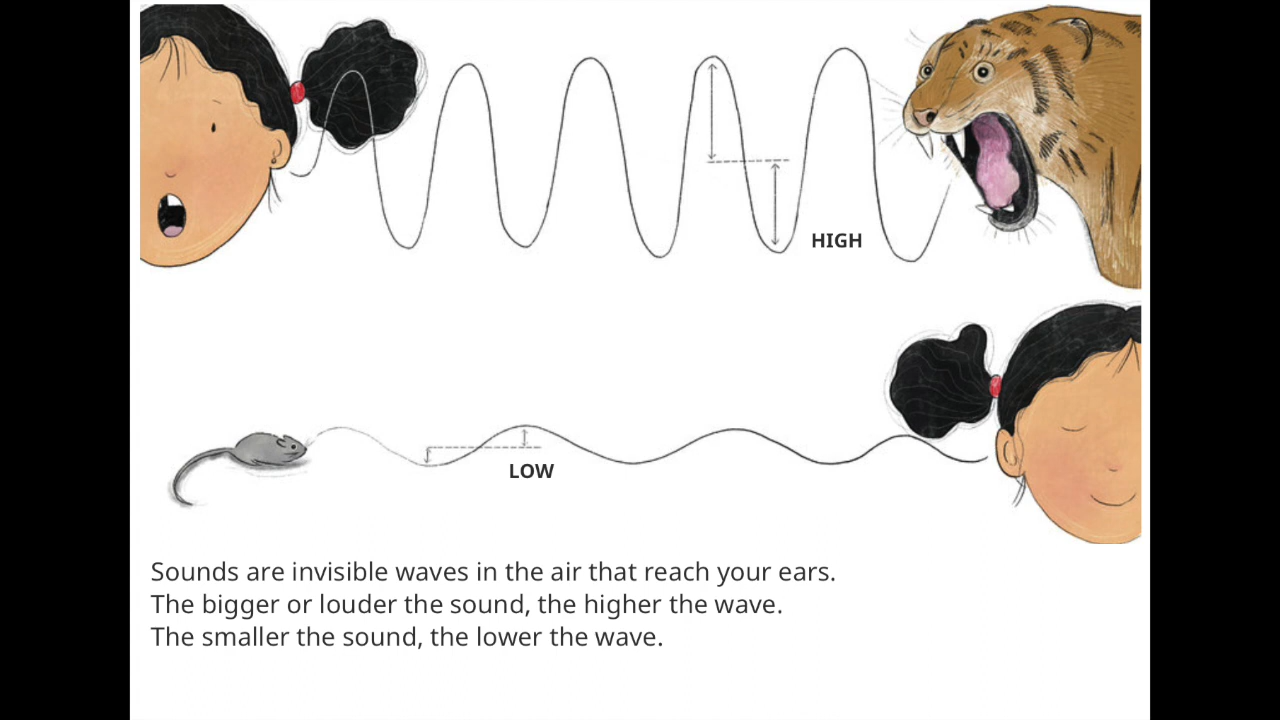 HIGH
LOW
Sounds are invisible waves in the air that reach your ears.
The bigger or louder the sound, the higher the wave.
The smaller the sound, the lower the wave.